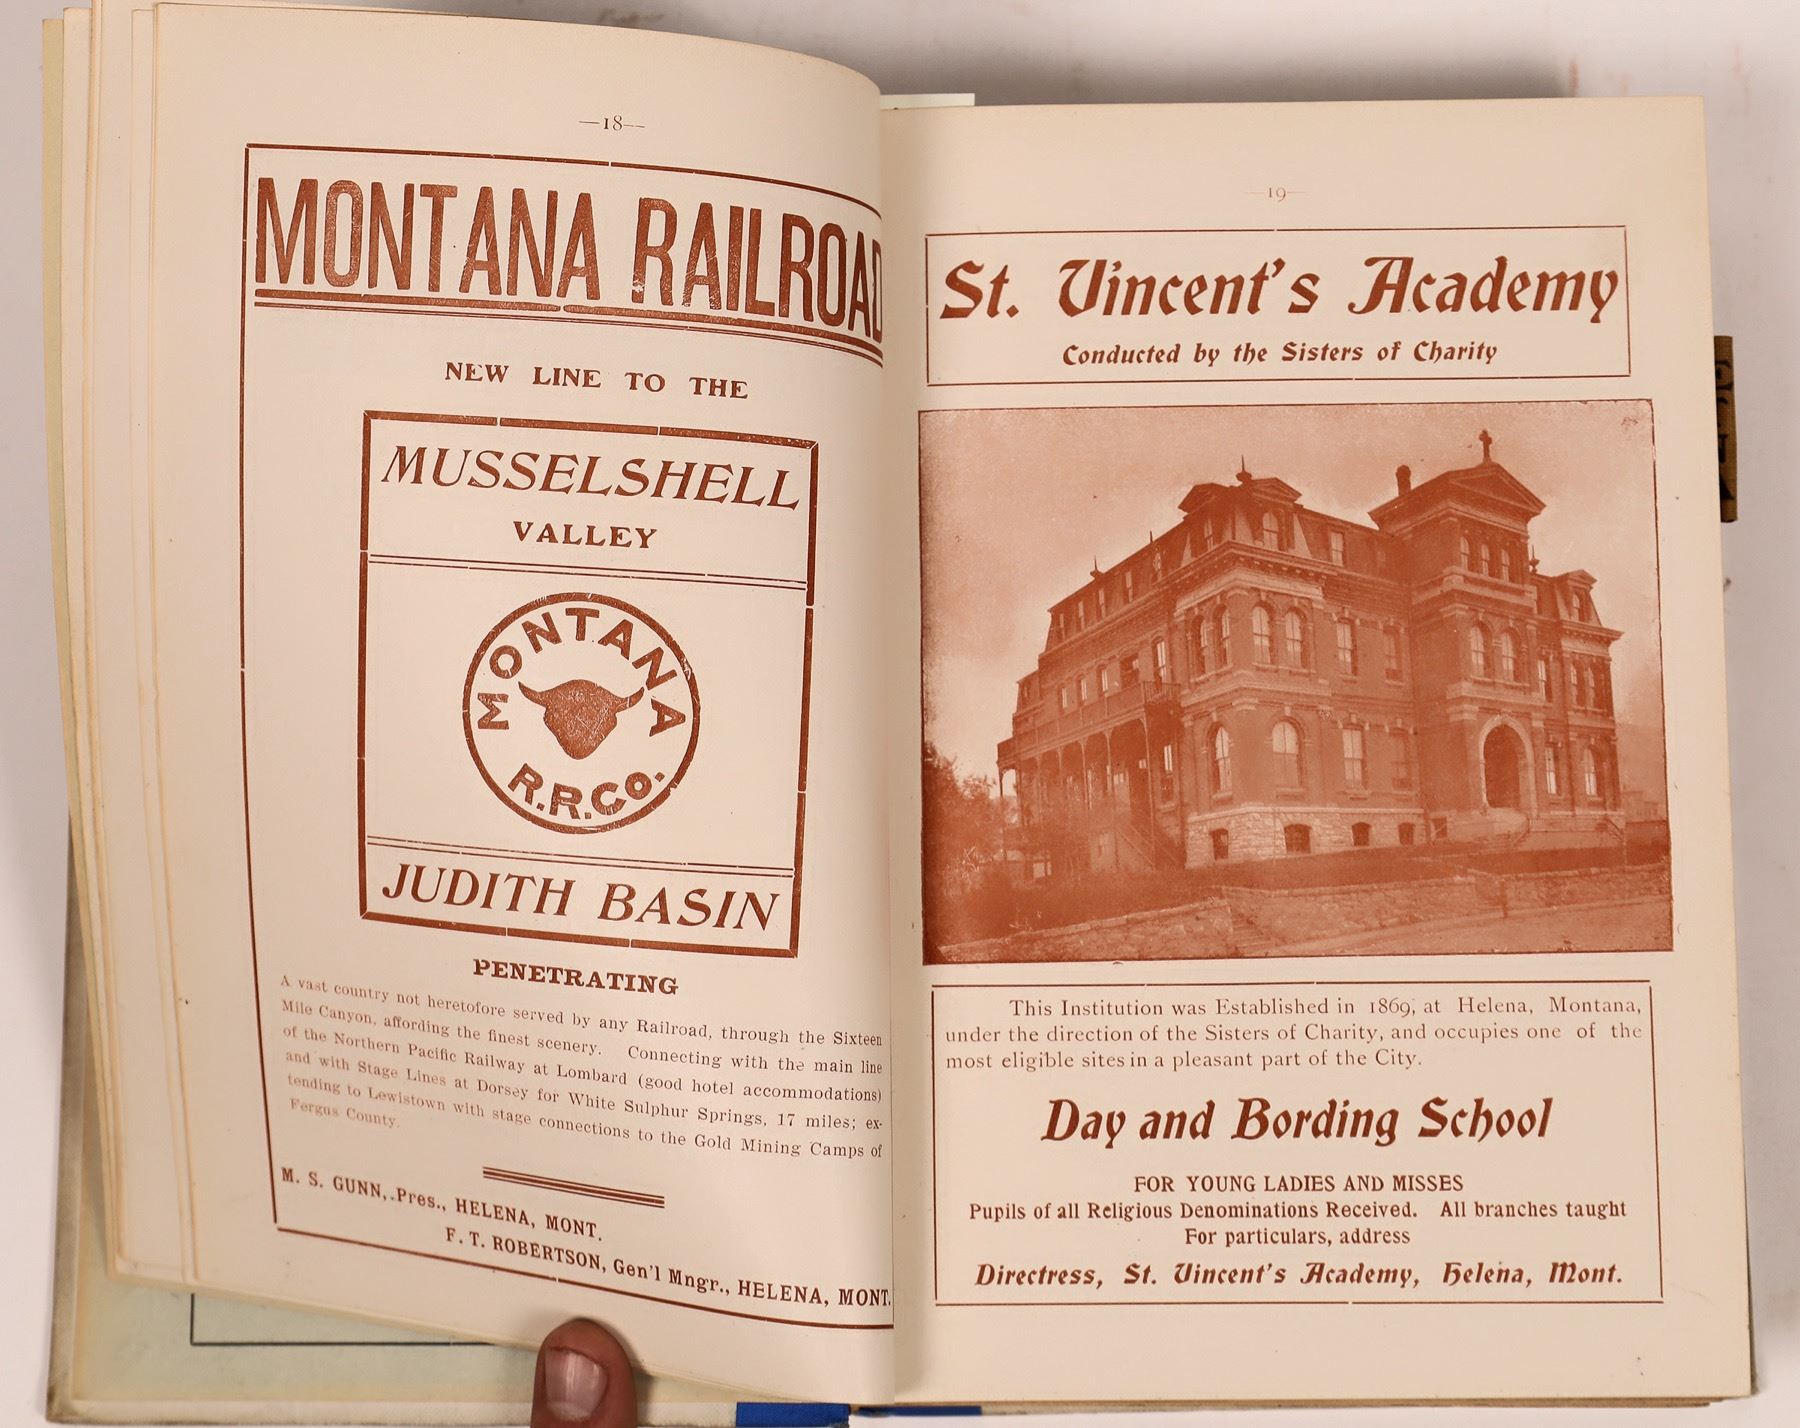 —18—
MONTANA RAILROAD
NEW LINE TO THE
MUSSELSHELL
VALLEY
MONTANA
R.R.CO.
JUDITH BASIN
PENETRATING
A vast country not heretofore served by any Railroad, through the Sixteen
Mile Canyon, affording the finest scenery. Connecting with the main line
of the Northern Pacific Railway at Lombard (good hotel accommodations)
and with Stage Lines at Dorsey for White Sulphur Springs, 17 miles; ex-
tending to Lewistown with stage connections to the Gold Mining Camps of
Fergus County.
M. S. GUNN, Pres., HELENA, MONT.
F. T. ROBERTSON, Gen'l Mngr., HELENA, MONT.
—19—
St. Vincent's Academy
Conducted by the Sisters of Charity
This Institution was Established in 1869, at Helena, Montana,
under the direction of the Sisters of Charity, and occupies one of the
most eligible sites in a pleasant part of the City.
Day and Bording School
FOR YOUNG LADIES AND MISSES
Pupils of all Religious Denominations Received. All branches taught
For particulars, address
Directress, St. Vincent's Academy, Helena, Mont.